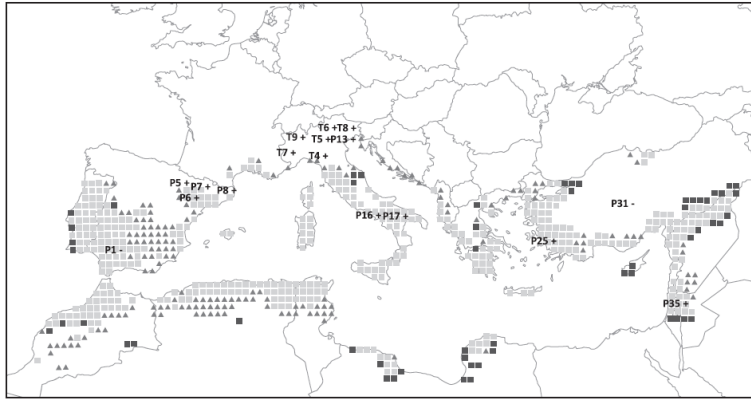 T6 +T8 +
T9 + T5 +P13 +
T7 + T4 +
P5 + P7 + P8 +
P6 +
P16 +P17 +
P31 -
P1 -
P25 +
P35 +